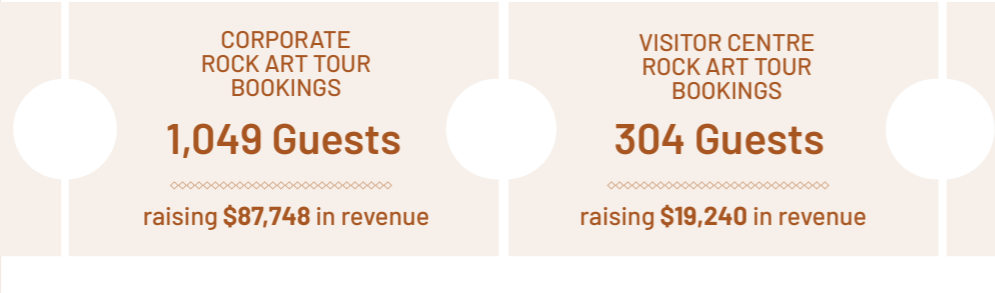 CORPORATE
ROCK ART TOUR
BOOKINGS
1,049 Guests
raising $87,748 in revenue
VISITOR CENTRE
ROCK ART TOUR
BOOKINGS
304 Guests
raising $19,240 in revenue